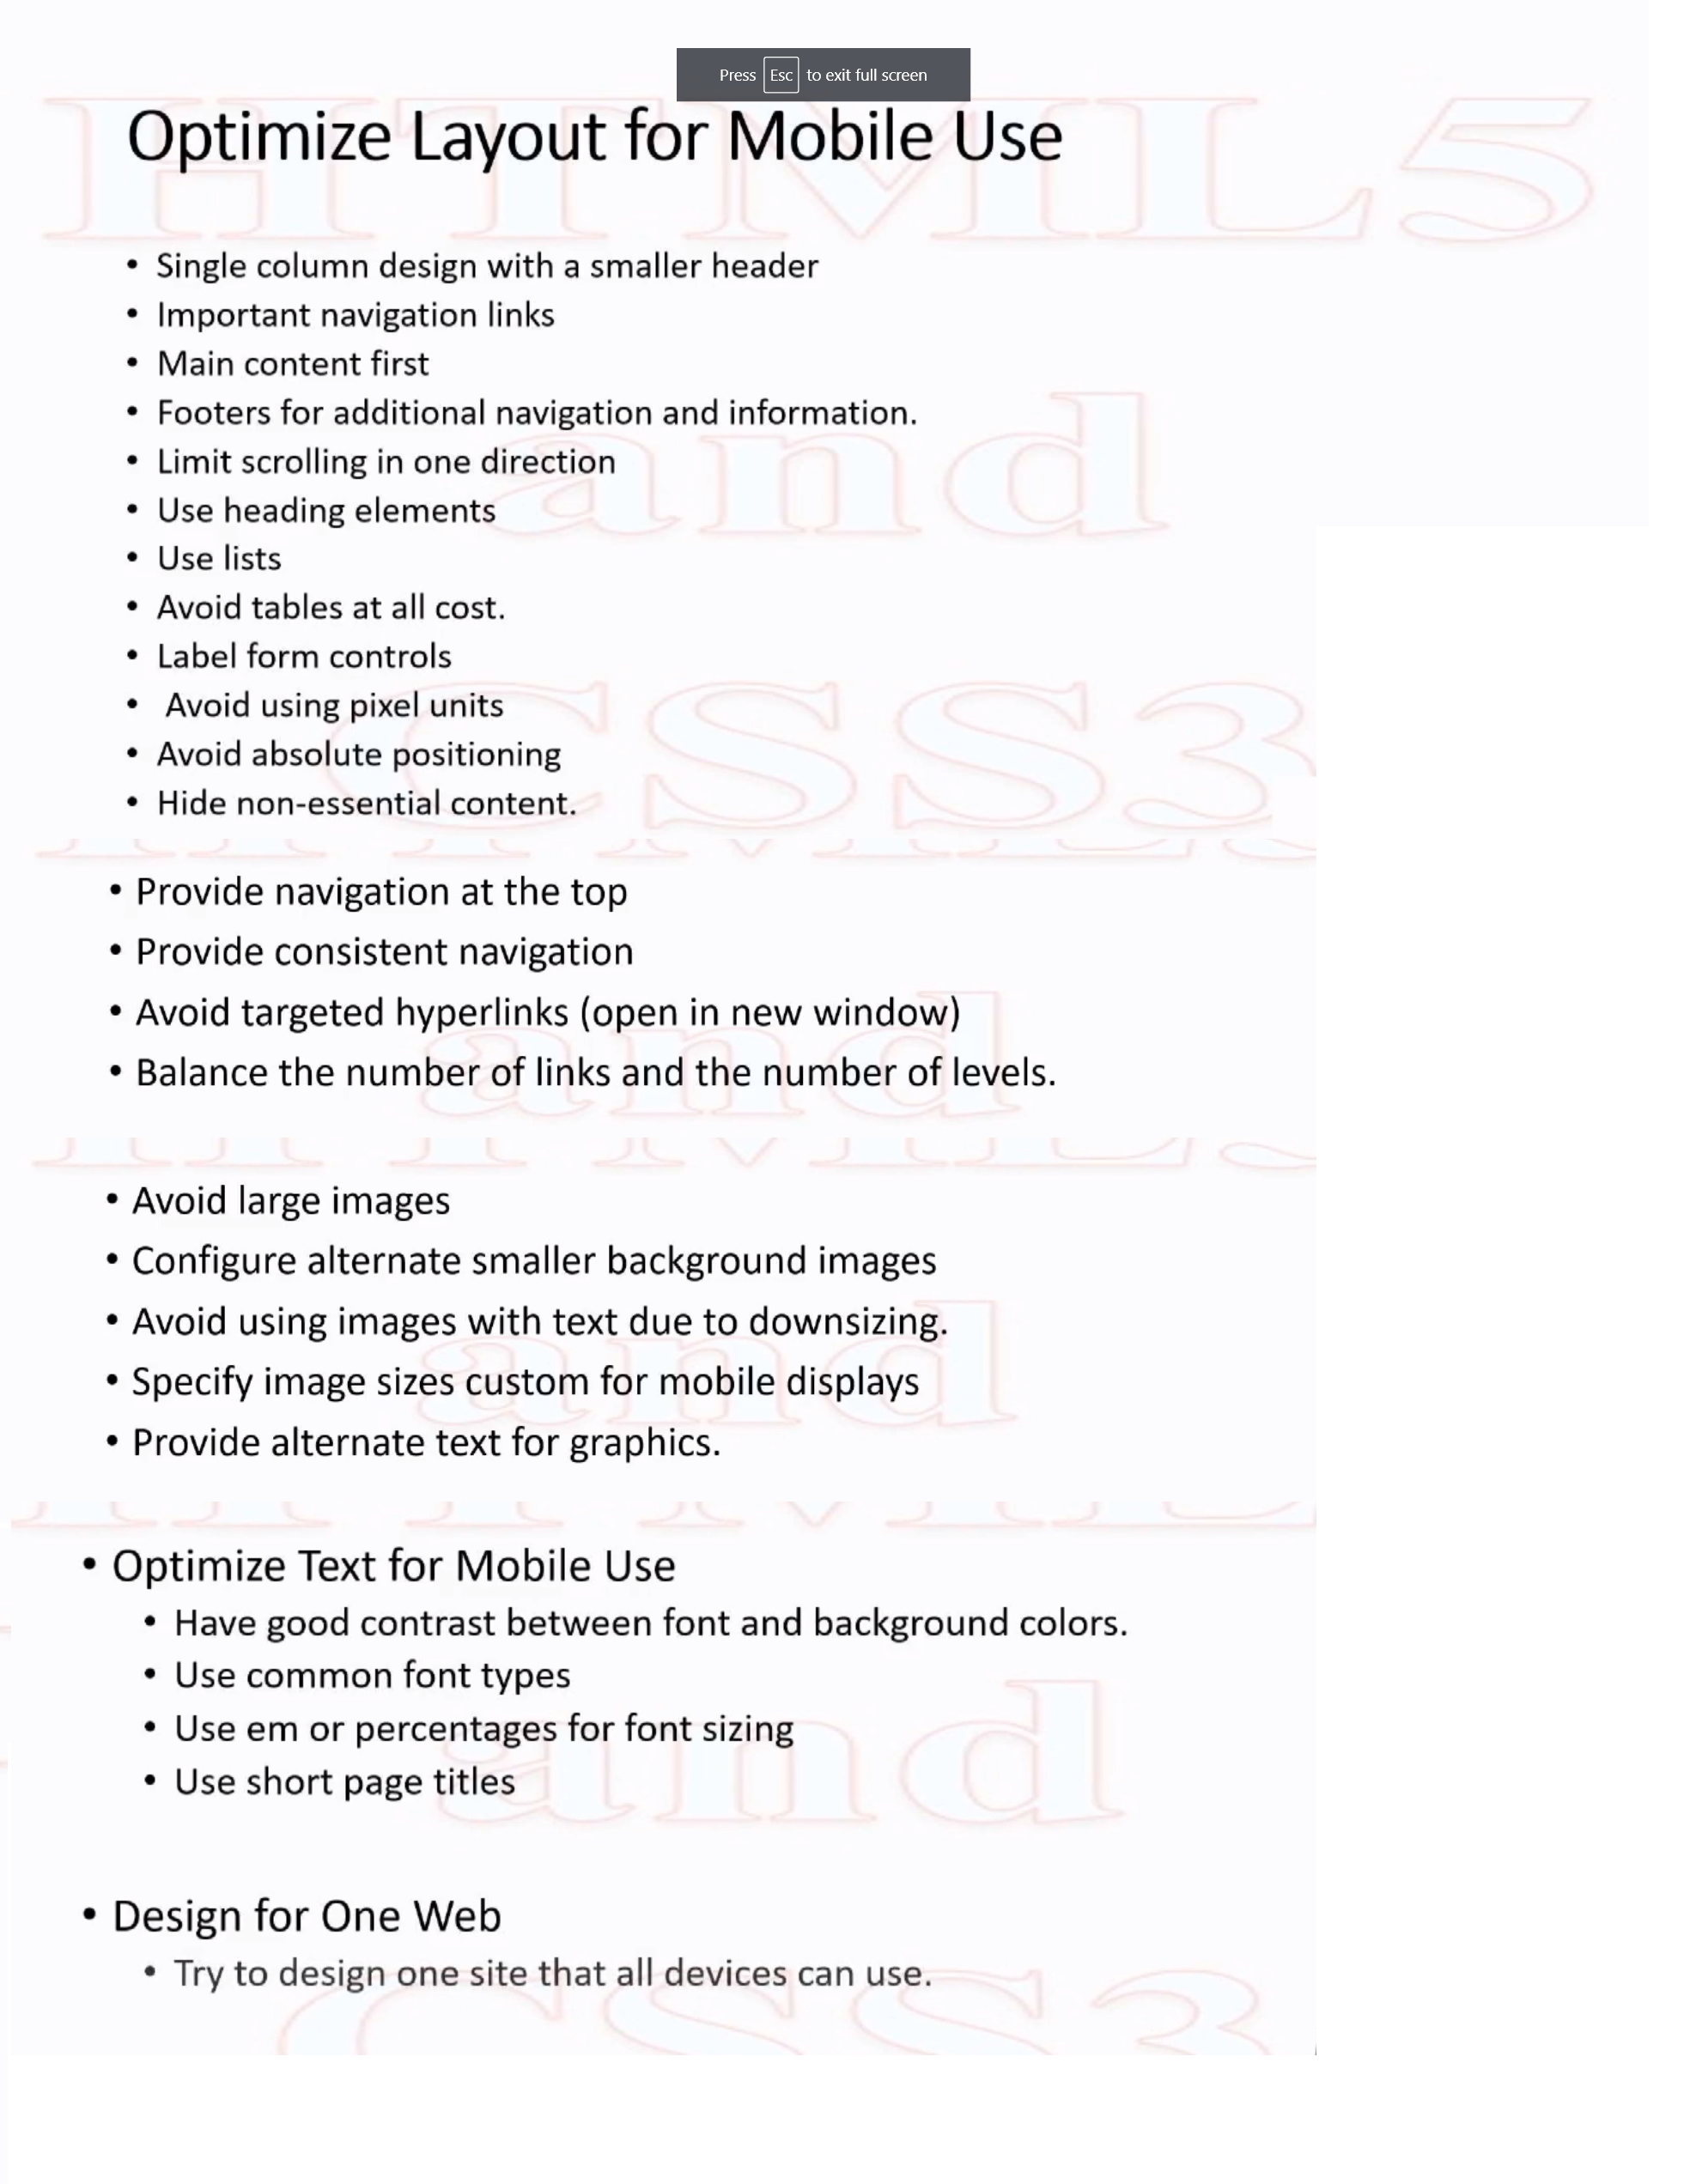 Press Esc to exit full screen
HTML5
Optimize Layout for Mobile Use
• Single column design with a smaller header
• Important navigation links
• Main content first
• Footers for additional navigation and information.
and
• Limit scrolling in one direction
• Use heading elements
• Use lists
• Avoid tables at all cost.
• Label form controls
• Avoid using pixel units
CSS3
• Avoid absolute positioning
• Hide non-essential content.
• Provide navigation at the top
• Provide consistent navigation
• Avoid targeted hyperlinks (open in new window)
and
• Balance the number of links and the number of levels.
• Avoid large images
• Configure alternate smaller background images
• Avoid using images with text due to downsizing.
and
• Specify image sizes custom for mobile displays
• Provide alternate text for graphics.
• Optimize Text for Mobile Use
• Have good contrast between font and background colors.
• Use common font types
• Use em or percentages for font sizing
and
• Use short page titles
• Design for One Web
• Try to design one site that all devices can use.
CSS3